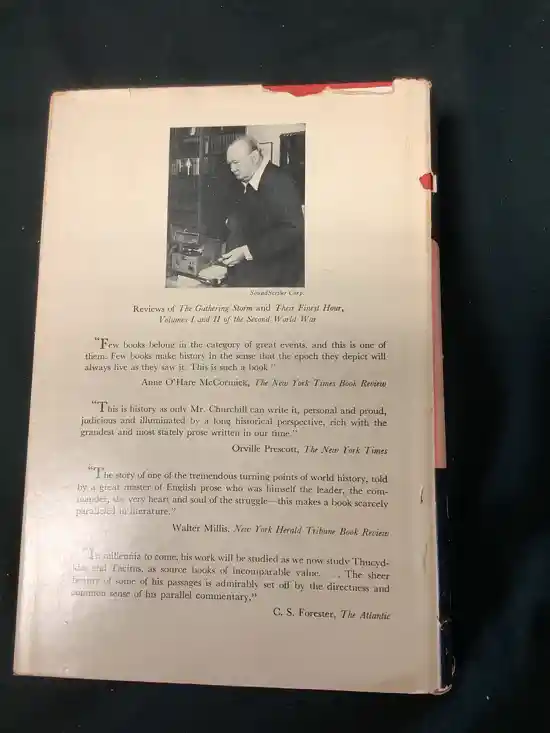 SoundScriber Corp.
Reviews of The Gathering Storm and Their Finest Hour,
Volumes I and II of the Second World War
"Few books belong in the category of great events, and this is one of
them. Few books make history in the sense that the epoch they depict will
always live as they saw it. This is such a book."
Anne O'Hare McCormick, The New York Times Book Review
"This is history as only Mr. Churchill can write it, personal and proud,
judicious and illuminated by a long historical perspective, rich with the
grandest and most stately prose written in our time."
Orville Prescott, The New York Times
"The story of one of the tremendous turning points of world history, told
by a great master of English prose who was himself the leader, the com-
mander, the very heart and soul of the struggle—this makes a book scarcely
paralleled in literature."
Walter Millis, New York Herald Tribune Book Review
"In millennia to come, his work will be studied as we now study Thucyd-
ides and Tacitus, as source books of incomparable value. . . . The sheer
of some of his passages is admirably set off by the directness and
common sense of his parallel commentary."
C. S. Forester, The Atlantic